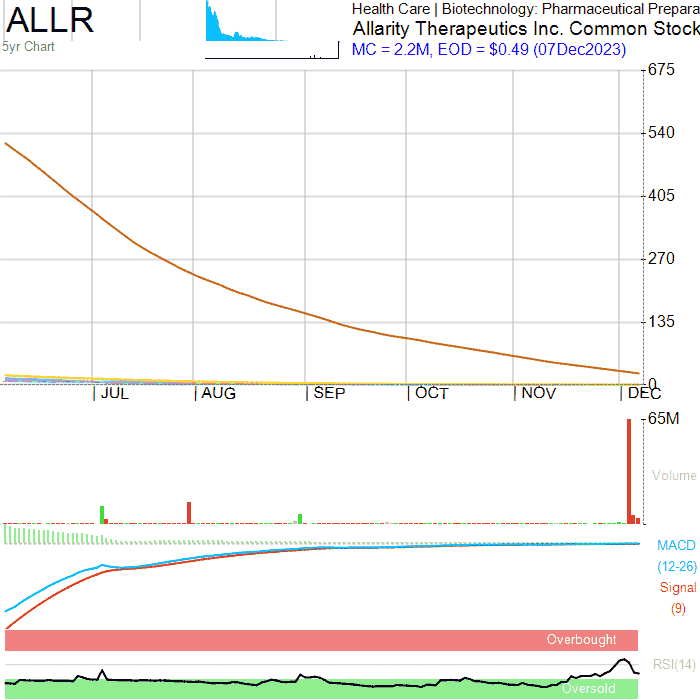 ALLR
5yr Chart
Health Care | Biotechnology: Pharmaceutical Prepara
Allarity Therapeutics Inc. Common Stock
MC = 2.2M, EOD = $0.49 (07Dec2023)
675
540
405
270
135
0
JUL AUG SEP OCT NOV DEC
65M
Volume
MACD
(12-26)
Signal
(9)
Overbought
RSI(14)
Oversold